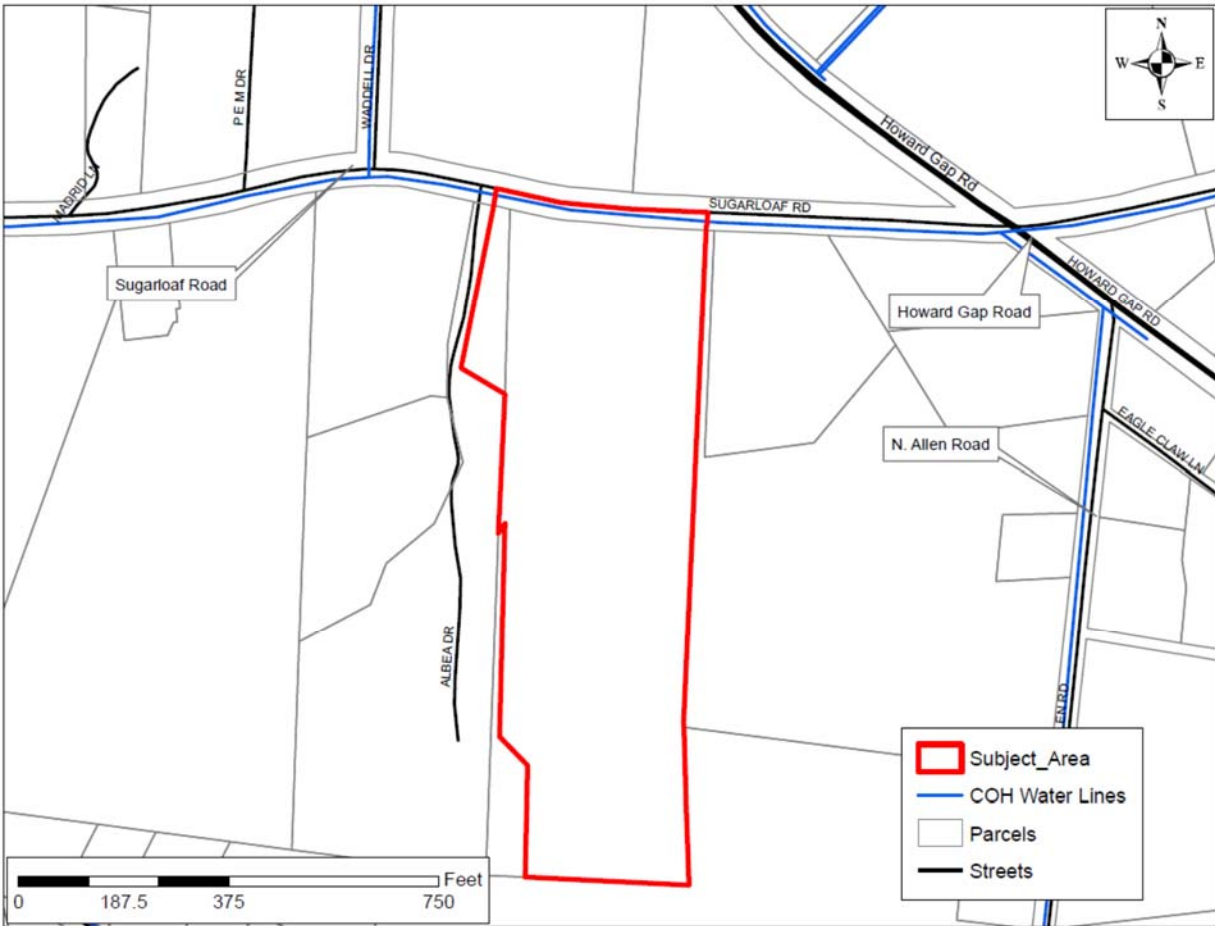 N
W E
S
P E M DR
WADDELL DR
MADRID LN
Howard Gap Rd
SUGARLOAF RD
Sugarloaf Road
Howard Gap Road
HOWARD GAP RD
N. Allen Road
EAGLE CLAW LN
ALBEA DR
EN RD
Subject_Area
COH Water Lines
Parcels
Streets
Feet
0 187.5 375 750